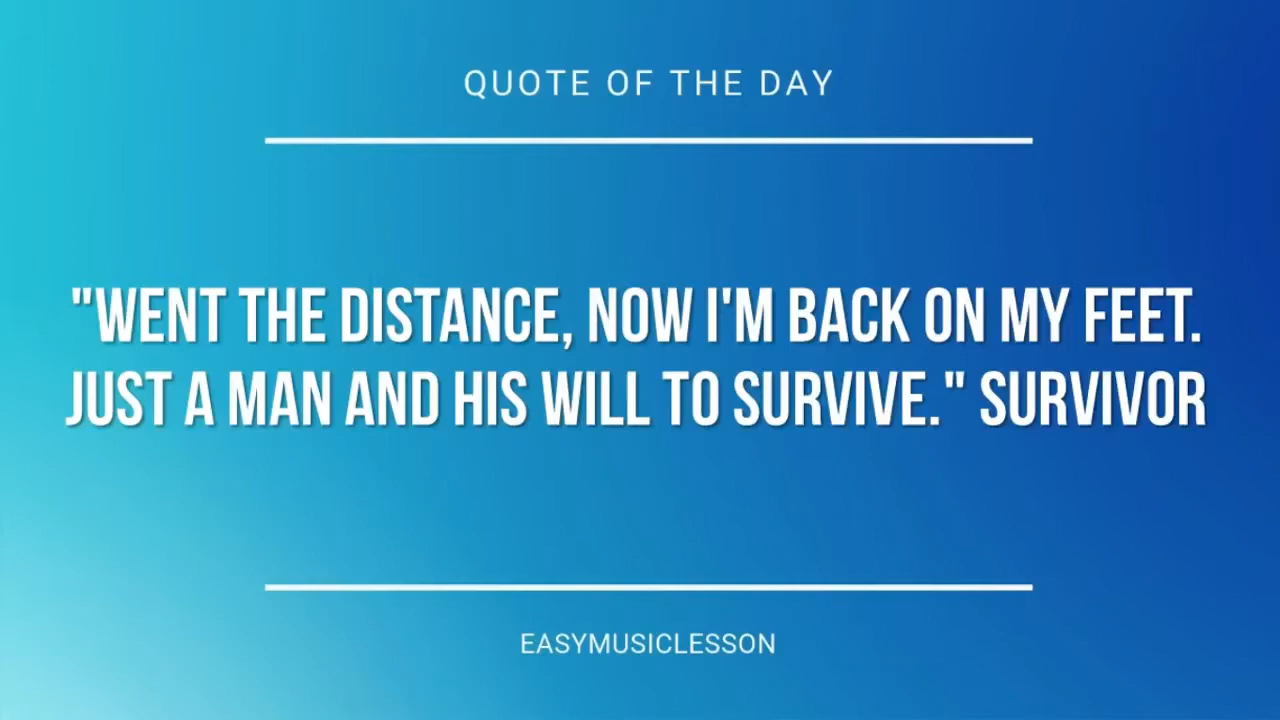 QUOTE OF THE DAY
"WENT THE DISTANCE, NOW I'M BACK ON MY FEET.
JUST A MAN AND HIS WILL TO SURVIVE." SURVIVOR
EASYMUSICLESSON